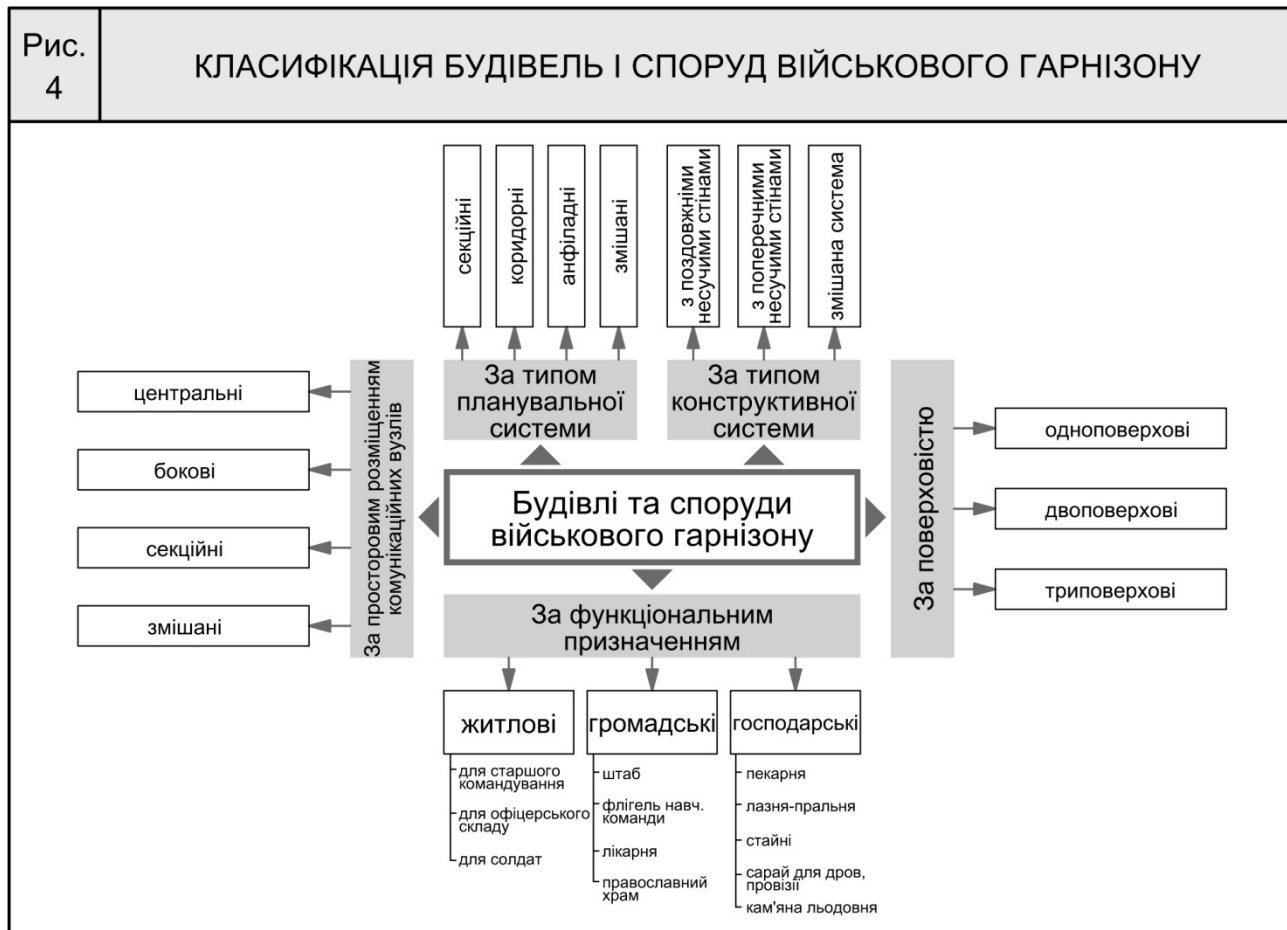 Рис.
4
КЛАСИФІКАЦІЯ БУДІВЕЛЬ І СПОРУД ВІЙСЬКОВОГО ГАРНІЗОНУ
секційні
коридорні
анфіладні
змішані
з поздовжніми
несучими стінами
з поперечними
несучими стінами
змішана система
За типом
планувальної
системи
За типом
конструктивної
системи
За просторовим розміщенням
комунікаційних вузлів
центральні
бокові
секційні
змішані
Будівлі та споруди
військового гарнізону
За поверховістю
одноповерхові
двоповерхові
триповерхові
За функціональним
призначенням
житлові
для старшого
командування
для офіцерського
складу
для солдат
громадські
штаб
флігель навч.
команди
лікарня
православний
храм
господарські
пекарня
лазня-пральня
стайні
сарай для дров,
провізії
кам'яна льодовня